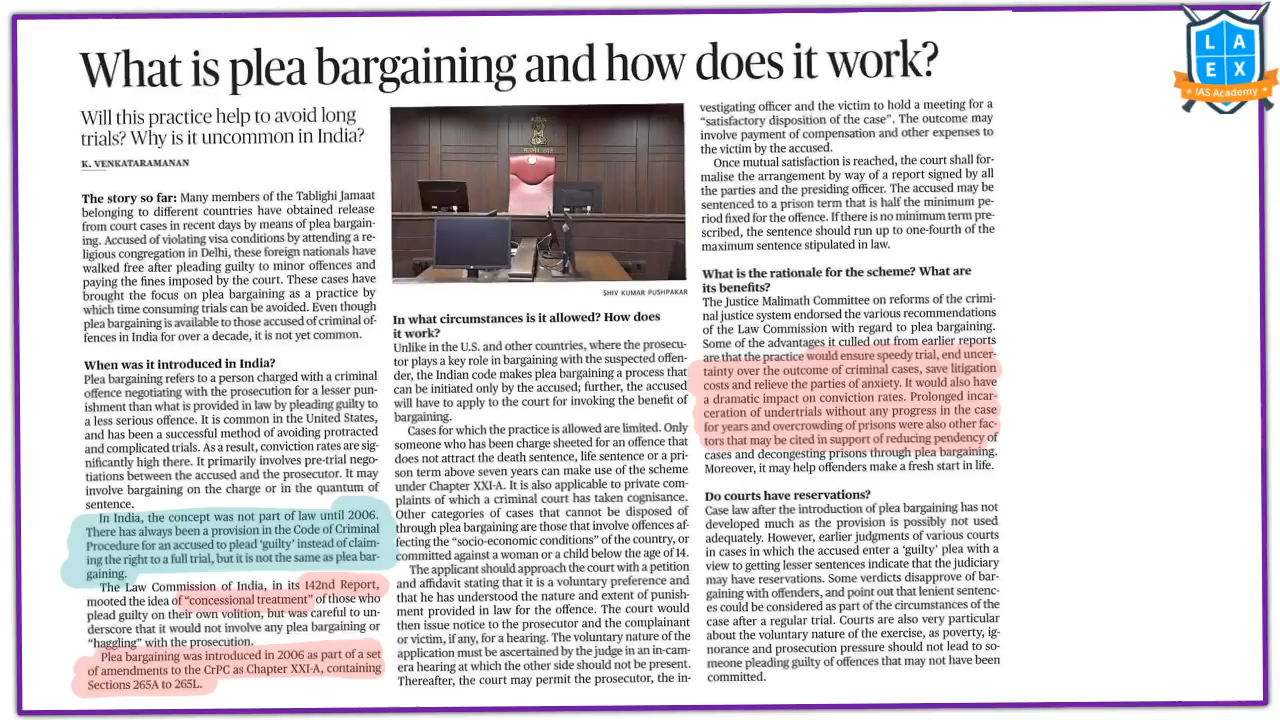 What is plea bargaining and how does it work?
Will this practice help to avoid long
trials? Why is it uncommon in India?
K. VENKATARAMANAN
The story so far: Many members of the Tablighi Jamaat
belonging to different countries have obtained release
from court cases in recent days by means of plea bargain-
ing. Accused of violating visa conditions by attending a re-
ligious congregation in Delhi, these foreign nationals have
walked free after pleading guilty to minor offences and
paying the fines imposed by the court. These cases have
brought the focus on plea bargaining as a practice by
which time consuming trials can be avoided. Even though
plea bargaining is available to those accused of criminal of-
fences in India for over a decade, it is not yet common.
When was it introduced in India?
Plea bargaining refers to a person charged with a criminal
offence negotiating with the prosecution for a lesser pun-
ishment than what is provided in law by pleading guilty to
a less serious offence. It is common in the United States,
and has been a successful method of avoiding protracted
and complicated trials. As a result, conviction rates are sig-
nificantly high there. It primarily involves pre-trial nego-
tiations between the accused and the prosecutor. It may
involve bargaining on the charge or in the quantum of
sentence.
In India, the concept was not part of law until 2006.
There has always been a provision in the Code of Criminal
Procedure for an accused to plead 'guilty' instead of claim-
ing the right to a full trial, but it is not the same as plea bar-
gaining.
The Law Commission of India, in its 142nd Report,
mooted the idea of "concessional treatment" of those who
plead guilty on their own volition, but was careful to un-
derscore that it would not involve any plea bargaining or
"haggling" with the prosecution.
Plea bargaining was introduced in 2006 as part of a set
of amendments to the CrPC as Chapter XXI-A, containing
Sections 265A to 265L.
SHIV KUMAR PUSHPAKAR
In what circumstances is it allowed? How does
it work?
Unlike in the U.S. and other countries, where the prosecu-
tor plays a key role in bargaining with the suspected offen-
der, the Indian code makes plea bargaining a process that
can be initiated only by the accused; further, the accused
will have to apply to the court for invoking the benefit of
bargaining.
Cases for which the practice is allowed are limited. Only
someone who has been charge sheeted for an offence that
does not attract the death sentence, life sentence or a pri-
son term above seven years can make use of the scheme
under Chapter XXI-A. It is also applicable to private com-
plaints of which a criminal court has taken cognisance.
Other categories of cases that cannot be disposed of
through plea bargaining are those that involve offences af-
fecting the "socio-economic conditions" of the country, or
committed against a woman or a child below the age of 14.
The applicant should approach the court with a petition
and affidavit stating that it is a voluntary preference and
that he has understood the nature and extent of punish-
ment provided in law for the offence. The court would
then issue notice to the prosecutor and the complainant
or victim, if any, for a hearing. The voluntary nature of the
application must be ascertained by the judge in an in-cam-
era hearing at which the other side should not be present.
Thereafter, the court may permit the prosecutor, the in-
vestigating officer and the victim to hold a meeting for a
"satisfactory disposition of the case". The outcome may
involve payment of compensation and other expenses to
the victim by the accused.
Once mutual satisfaction is reached, the court shall for-
malise the arrangement by way of a report signed by all
the parties and the presiding officer. The accused may be
sentenced to a prison term that is half the minimum pe-
riod fixed for the offence. If there is no minimum term pre-
scribed, the sentence should run up to one-fourth of the
maximum sentence stipulated in law.
What is the rationale for the scheme? What are
its benefits?
The Justice Malimath Committee on reforms of the crimi-
nal justice system endorsed the various recommendations
of the Law Commission with regard to plea bargaining.
Some of the advantages it culled out from earlier reports
are that the practice would ensure speedy trial, end uncer-
tainty over the outcome of criminal cases, save litigation
costs and relieve the parties of anxiety. It would also have
a dramatic impact on conviction rates. Prolonged incar-
ceration of undertrials without any progress in the case
for years and overcrowding of prisons were also other fac-
tors that may be cited in support of reducing pendency of
cases and decongesting prisons through plea bargaining.
Moreover, it may help offenders make a fresh start in life.
Do courts have reservations?
Case law after the introduction of plea bargaining has not
developed much as the provision is possibly not used
adequately. However, earlier judgments of various courts
in cases in which the accused enter a 'guilty' plea with a
view to getting lesser sentences indicate that the judiciary
may have reservations. Some verdicts disapprove of bar-
gaining with offenders, and point out that lenient sentenc-
es could be considered as part of the circumstances of the
case after a regular trial. Courts are also very particular
about the voluntary nature of the exercise, as poverty, ig-
norance and prosecution pressure should not lead to so-
meone pleading guilty of offences that may not have been
committed.
L A
E X
IAS Academy